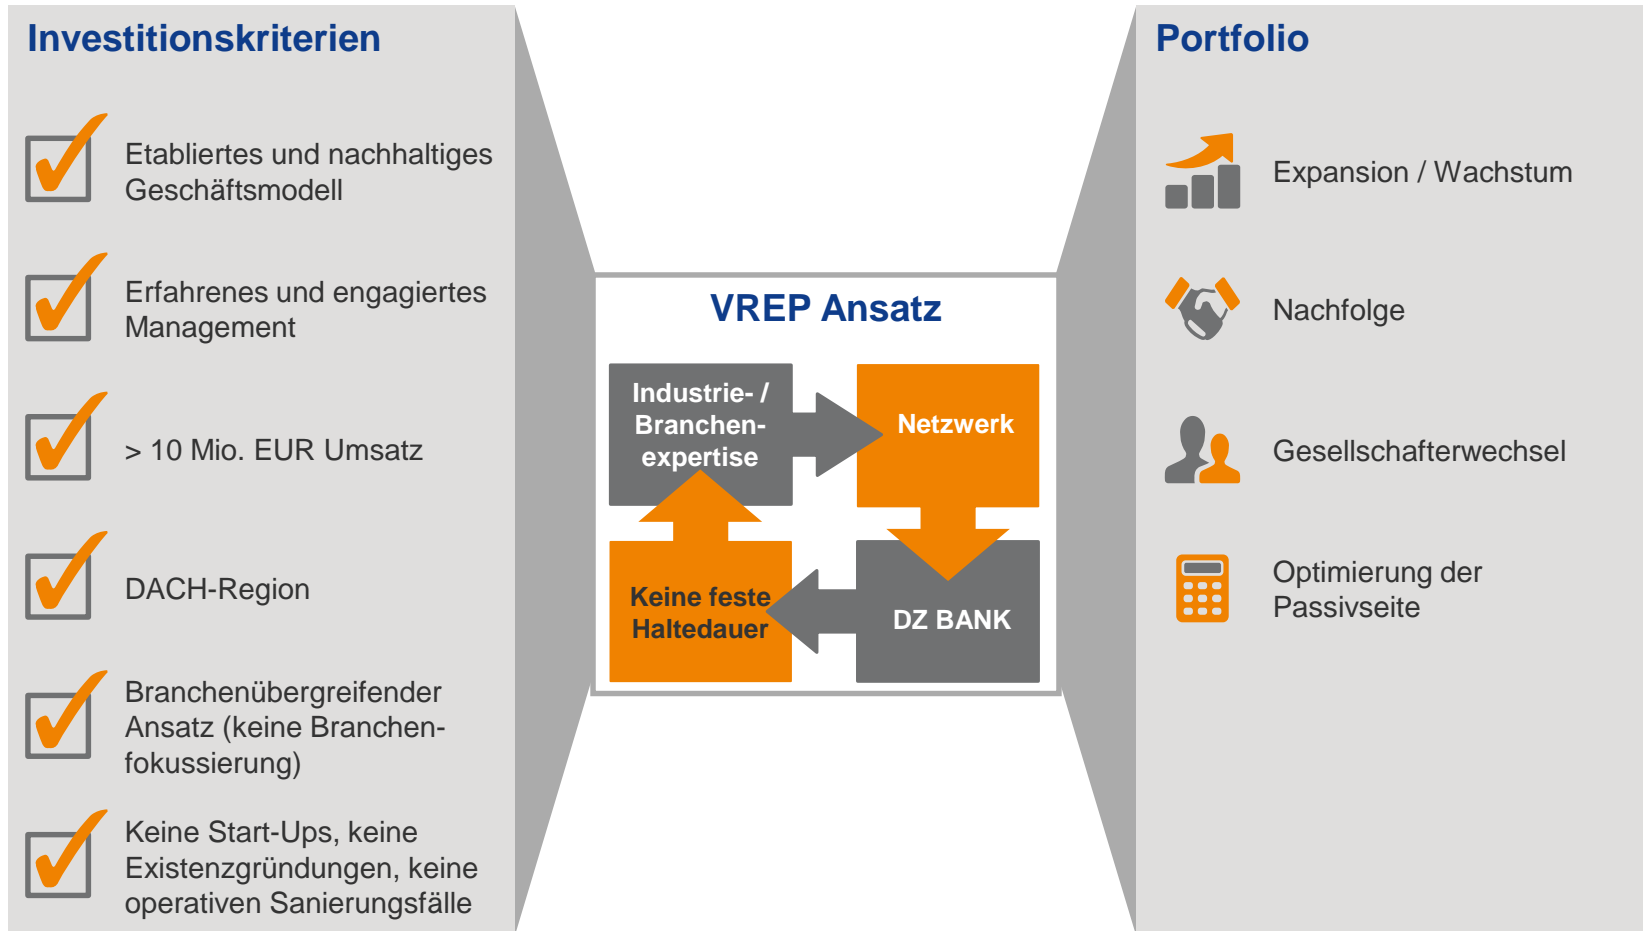 Investitionskriterien
Etabliertes und nachhaltiges
Geschäftsmodell
Erfahrenes und engagiertes
Management
> 10 Mio. EUR Umsatz
DACH-Region
Branchenübergreifender
Ansatz (keine Branchen-
fokussierung)
Keine Start-Ups, keine
Existenzgründungen, keine
operativen Sanierungsfälle
VREP Ansatz
Industrie- /
Branchen-
expertise
Netzwerk
Keine feste
Haltedauer
DZ BANK
Portfolio
Expansion / Wachstum
Nachfolge
Gesellschafterwechsel
Optimierung der
Passivseite